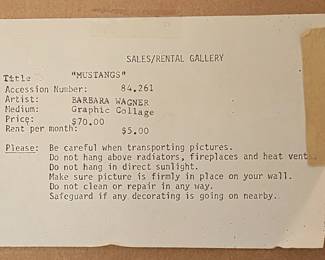 SALES/RENTAL GALLERY
Title "MUSTANGS"
Accession Number: 84.261
Artist: BARBARA WAGNER
Medium: Graphic Collage
Price: $70.00
Rent per month: $5.00
Please: Be careful when transporting pictures.
Do not hang above radiators, fireplaces and heat vent
Do not hang in direct sunlight.
Make sure picture is firmly in place on your wall.
Do not clean or repair in any way.
Safeguard if any decorating is going on nearby.